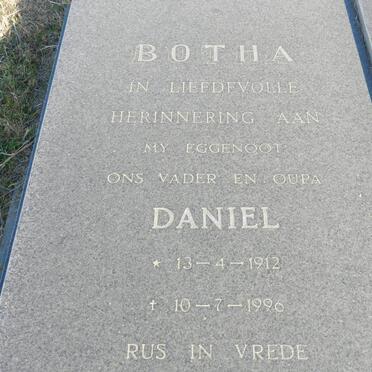 BOTHA
IN LIEFDEVOLLE
HERINNERING AAN
MY EGGENOOT
ONS VADER EN OUPA
DANIEL
* 13-4-1912
† 10-7-1996
RUS IN VREDE